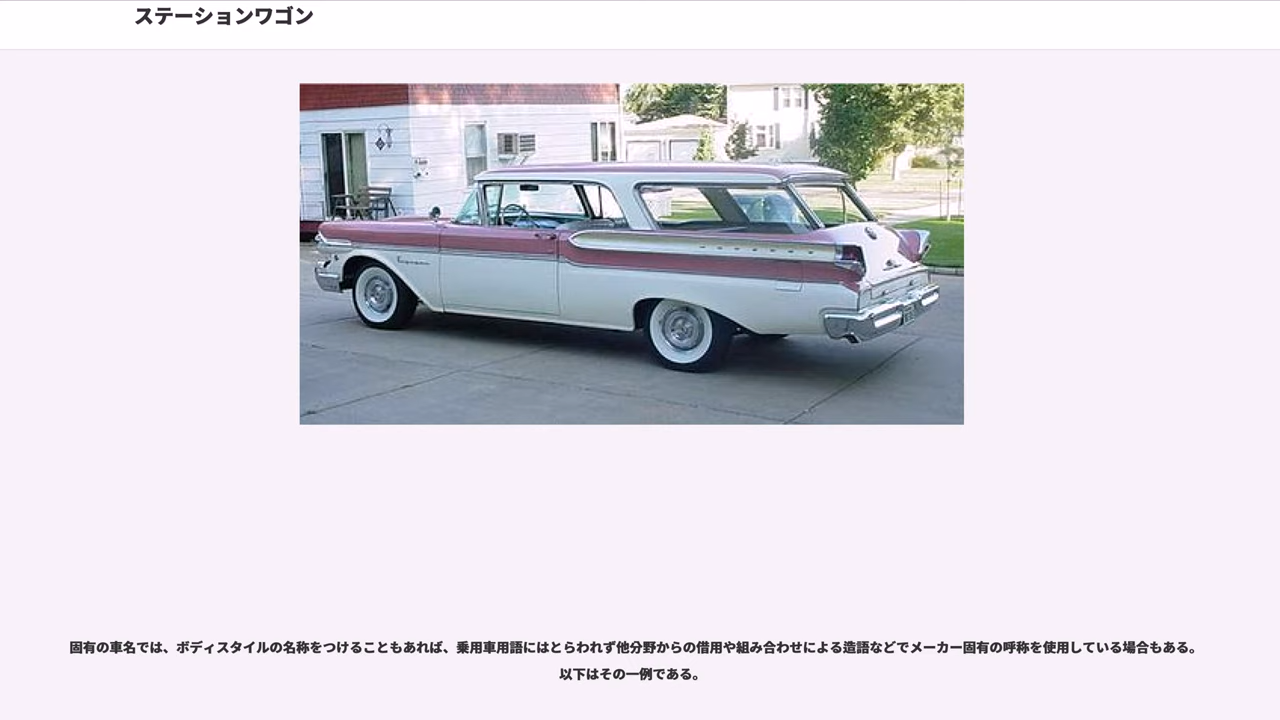 ステーションワゴン
固有の車名では、ボディスタイルの名称をつけることもあれば、乗用車用語にはとらわれず他分野からの借用や組み合わせによる造語などでメーカー固有の呼称を使用している場合もある。
以下はその一例である。